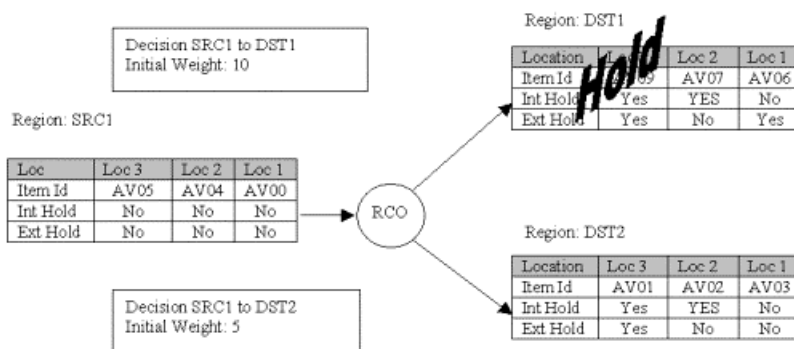 Region: DST1
Decision SRC1 to DST1
Initial Weight: 10
Location Loc 2 Loc 1
Item Id AV07 AV06
Int Hold Yes YES No
Ext Hold Yes No Yes
Hold
Region: SRC1
Loc Loc 3 Loc 2 Loc 1
Item Id AV05 AV04 AV00
Int Hold No No No
Ext Hold No No No
RCO
Region: DST2
Location Loc 3 Loc 2 Loc 1
Item Id AV01 AV02 AV03
Int Hold Yes YES No
Ext Hold Yes No No
Decision SRC1 to DST2
Initial Weight: 5